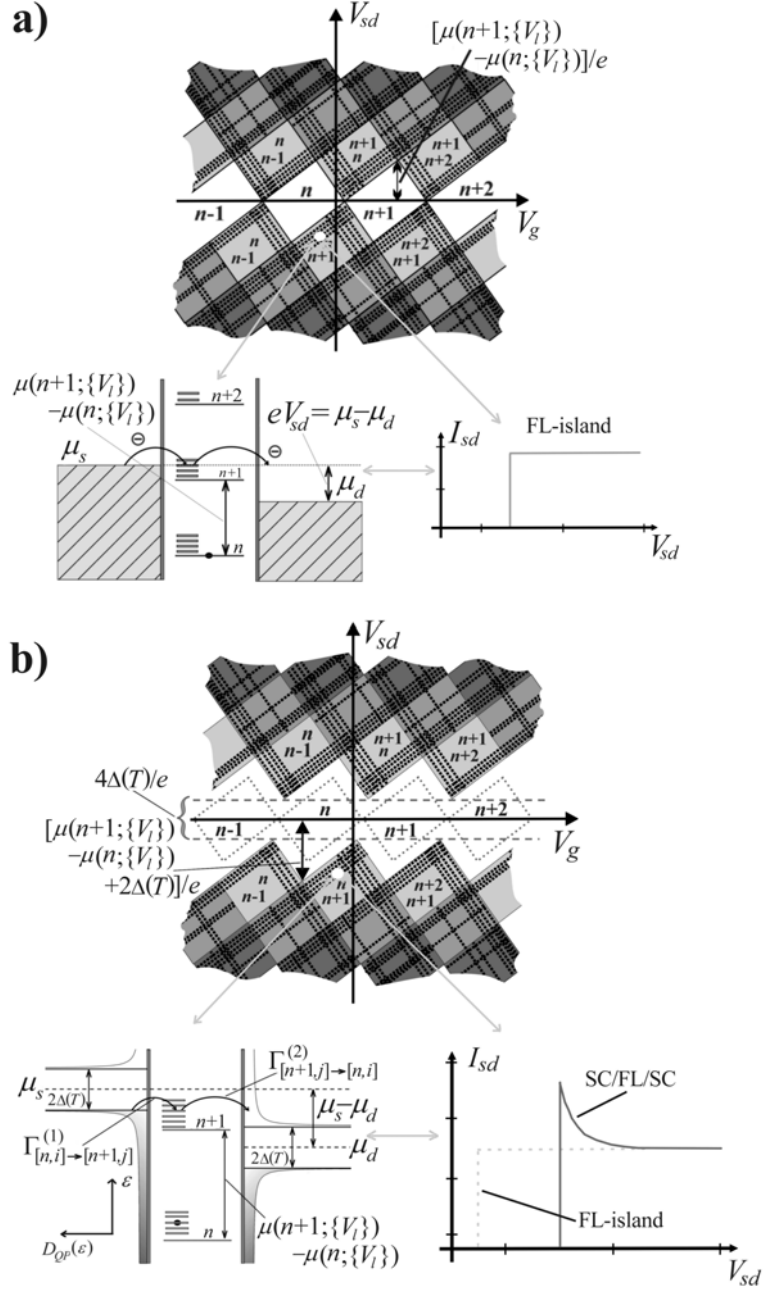 a)
V_sd
[μ(n+1;{V_l})
−μ(n;{V_l})]/e
n
n-1
n+1
n
n+1
n+2
n-1
n
n+1
n+2
V_g
n
n-1
n+1
n+2
n+1
μ(n+1;{V_l})
−μ(n;{V_l})
n+2
eV_sd = μ_s−μ_d
⊖
⊖
μ_s
n+1
μ_d
n
I_sd
FL-island
V_sd
b)
V_sd
n
n-1
n+1
n
n+1
n+2
4Δ(T)/e
n
n+2
n-1
n+1
V_g
[μ(n+1;{V_l})
−μ(n;{V_l})
+2Δ(T)]/e
n
n-1
n
n+1
n+2
n+1
Γ^(2)_[n+1,j]→[n,i]
μ_s
2Δ(T)
n+1
μ_s−μ_d
Γ^(1)_[n,i]→[n+1,j]
2Δ(T)
μ_d
ε
n
D_QP(ε)
μ(n+1;{V_l})
−μ(n;{V_l})
I_sd
SC/FL/SC
FL-island
V_sd